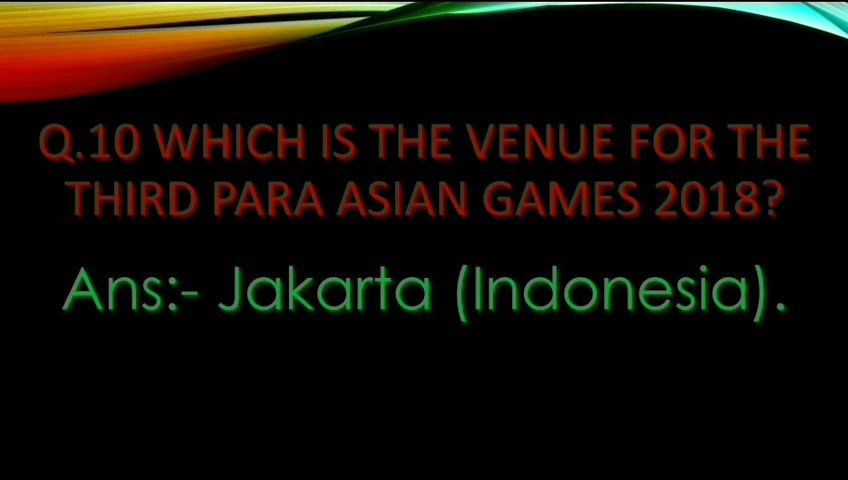 Q.10 WHICH IS THE VENUE FOR THE
THIRD PARA ASIAN GAMES 2018?
Ans:- Jakarta (Indonesia).